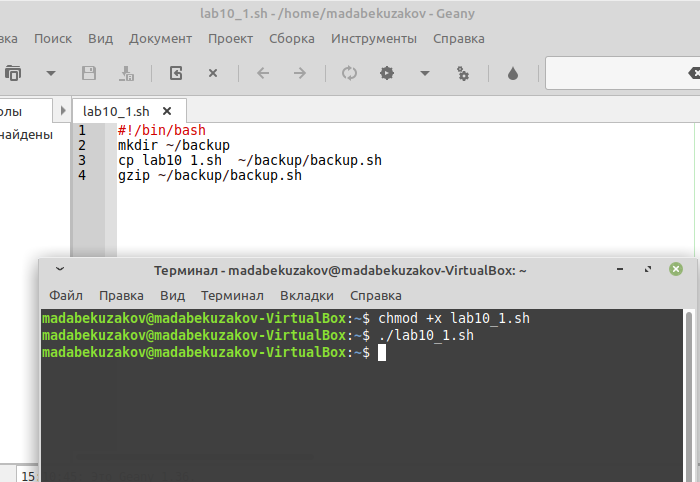 lab10_1.sh - /home/madabekuzakov - Geany
вка Поиск Вид Документ Проект Сборка Инструменты Справка
олы
lab10_1.sh
найдены
1 #!/bin/bash
2 mkdir ~/backup
3 cp lab10 1.sh  ~/backup/backup.sh
4 gzip ~/backup/backup.sh
Терминал - madabekuzakov@madabekuzakov-VirtualBox: ~
Файл Правка Вид Терминал Вкладки Справка
madabekuzakov@madabekuzakov-VirtualBox:~$ chmod +x lab10_1.sh
madabekuzakov@madabekuzakov-VirtualBox:~$ ./lab10_1.sh
madabekuzakov@madabekuzakov-VirtualBox:~$
15